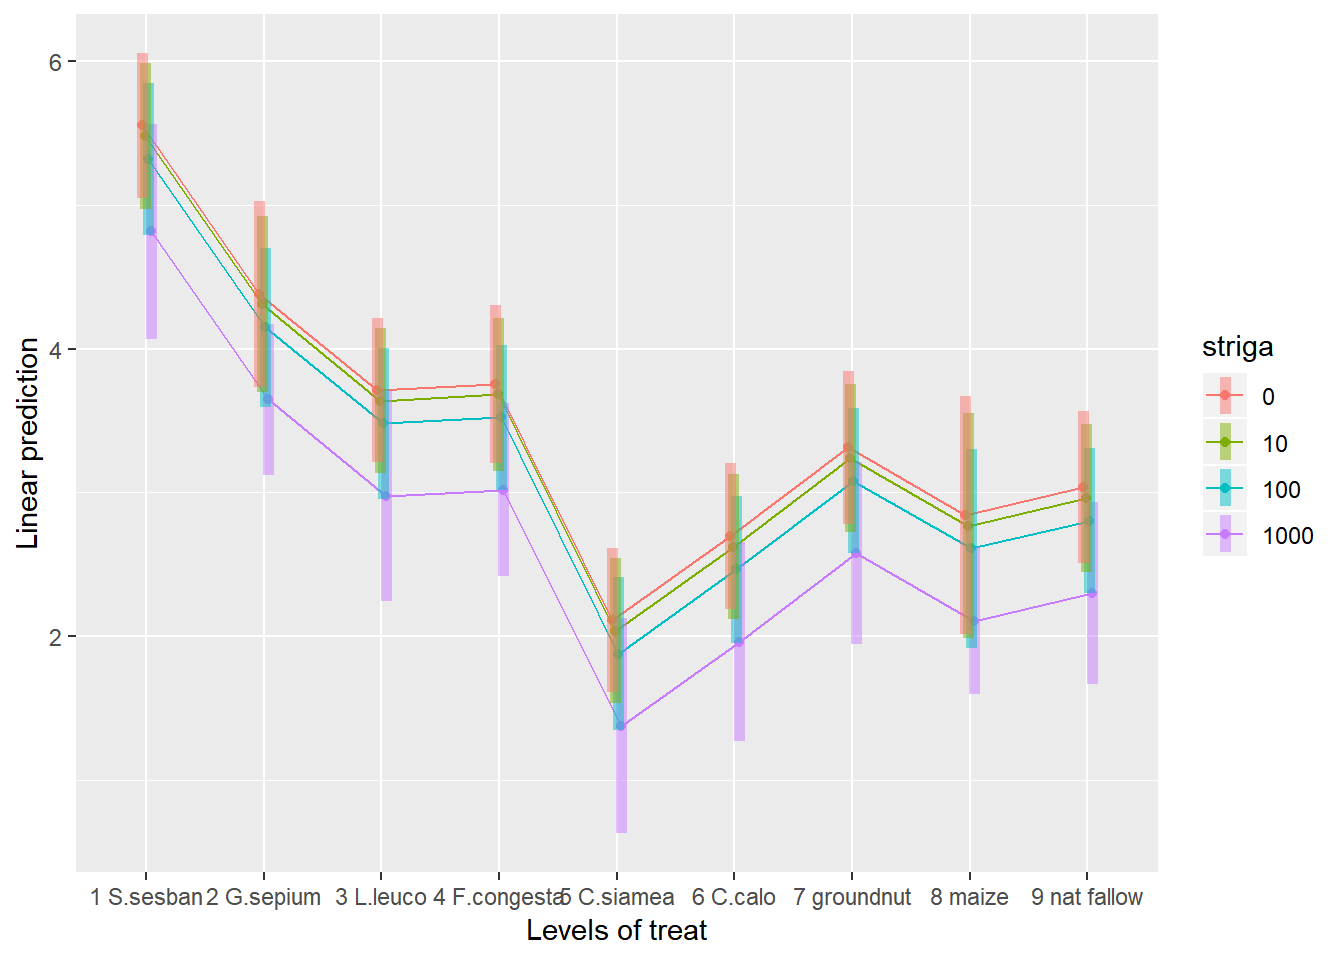 6
4
2
Linear prediction
1 S.sesban 2 G.sepium 3 L.leuco 4 F.congesta 5 C.siamea 6 C.calo 7 groundnut 8 maize 9 nat fallow
Levels of treat
striga
0
10
100
1000